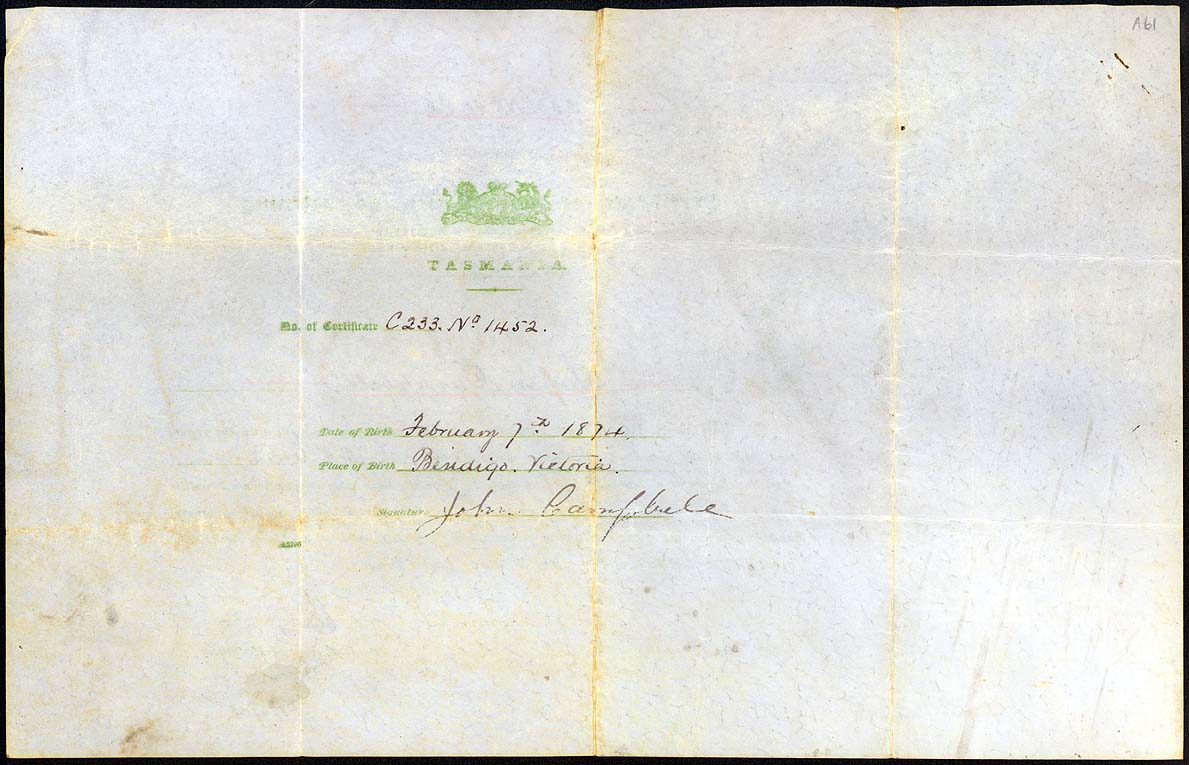 A61
TASMANIA
No. of Certificate C233. Nº 1452.
Date of Birth February 7th 1874.
Place of Birth Bendigo. Victoria.
Signature John Campbell